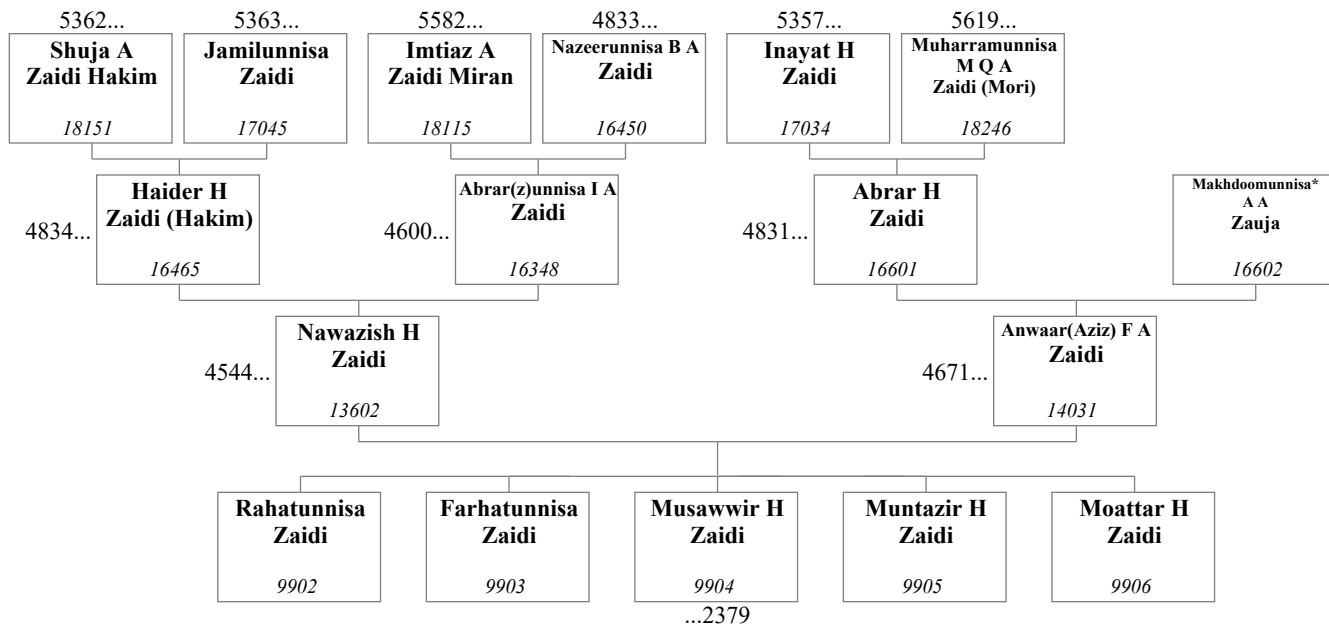 5362...
5363...
5582...
4833...
5357...
5619...
Shuja A
Zaidi Hakim
18151
Jamilunnisa
Zaidi
17045
Imtiaz A
Zaidi Miran
18115
Nazeerunnisa B A
Zaidi
16450
Inayat H
Zaidi
17034
Muharramunnisa
M Q A
Zaidi (Mori)
18246
4834...
Haider H
Zaidi (Hakim)
16465
4600...
Abrar(z)unnisa I A
Zaidi
16348
4831...
Abrar H
Zaidi
16601
Makhdoomunnisa*
A A
Zauja
16602
4544...
Nawazish H
Zaidi
13602
4671...
Anwaar(Aziz) F A
Zaidi
14031
Rahatunnisa
Zaidi
9902
Farhatunnisa
Zaidi
9903
Musawwir H
Zaidi
9904
Muntazir H
Zaidi
9905
Moattar H
Zaidi
9906
...2379